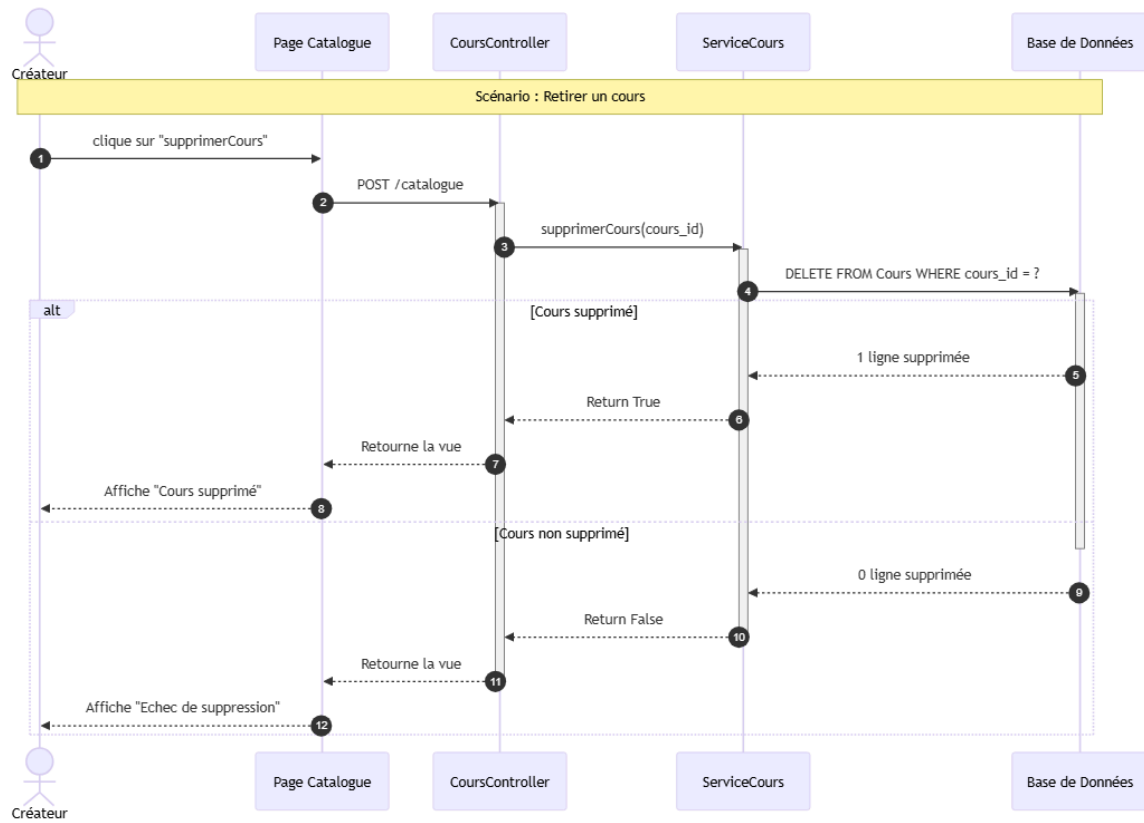 Créateur
Page Catalogue
CoursController
ServiceCours
Base de Données
Scénario : Retirer un cours
clique sur "supprimerCours"
1
POST /catalogue
2
supprimerCours(cours_id)
3
DELETE FROM Cours WHERE cours_id = ?
4
alt
[Cours supprimé]
1 ligne supprimée
5
Return True
6
Retourne la vue
7
Affiche "Cours supprimé"
8
[Cours non supprimé]
0 ligne supprimée
9
Return False
10
Retourne la vue
11
Affiche "Echec de suppression"
12
Créateur
Page Catalogue
CoursController
ServiceCours
Base de Données